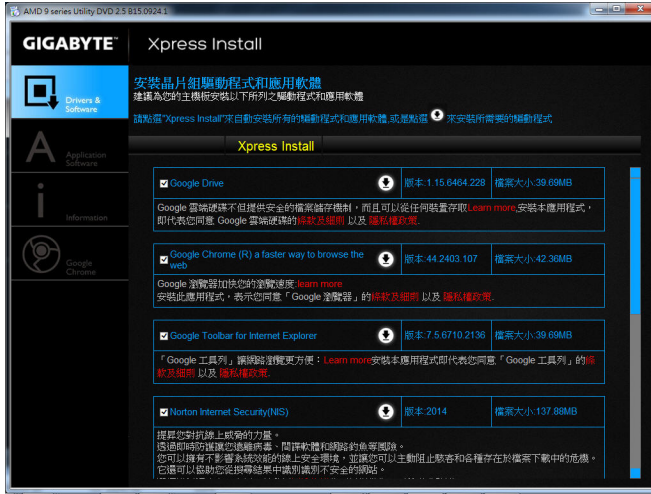 AMD 9 series Utility DVD 2.5 B15.0924.1
GIGABYTE™
Xpress Install
Drivers &
Software
安裝晶片組驅動程式和應用軟體
建議為您的主機板安裝以下所列之驅動程式和應用軟體
請點選"Xpress Install"來自動安裝所有的驅動程式和應用軟體,或是點選 來安裝所需要的驅動程式
Application
Software
Information
Google
Chrome
Xpress Install
Google Drive
版本:1.15.6464.228
檔案大小:39.69MB
Google 雲端硬碟不但提供安全的檔案儲存機制，而且可以從任何裝置存取Learn more,安裝本應用程式，
即代表您同意 Google 雲端硬碟的條款及細則 以及 隱私權政策.
Google Chrome (R) a faster way to browse the
web
版本:44.2403.107
檔案大小:42.36MB
Google 瀏覽器加快您的瀏覽速度:learn more
安裝此應用程式，表示您同意「Google 瀏覽器」的條款及細則 以及 隱私權政策.
Google Toolbar for Internet Explorer
版本:7.5.6710.2136
檔案大小:39.69MB
「Google 工具列」讓網路瀏覽更方便：Learn more安裝本應用程式即代表您同意「Google 工具列」的條
款及細則 以及 隱私權政策.
Norton Internet Security(NIS)
版本:2014
檔案大小:137.88MB
提昇您對抗線上威脅的力量。
透過即時防護讓您遠離病毒、間諜軟體和網路釣魚等風險。
您可以擁有不影響系統效能的線上安全環境，並讓您可以主動阻止駭客和各種存在於檔案下載中的危機。
它還可以協助您從搜尋結果中識別識別不安全的網站。